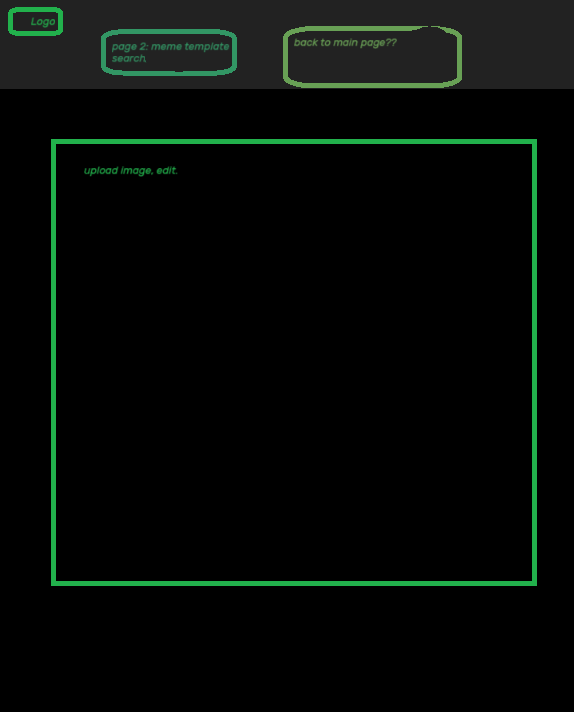 Logo
page 2: meme template
search.
back to main page??
upload image, edit.